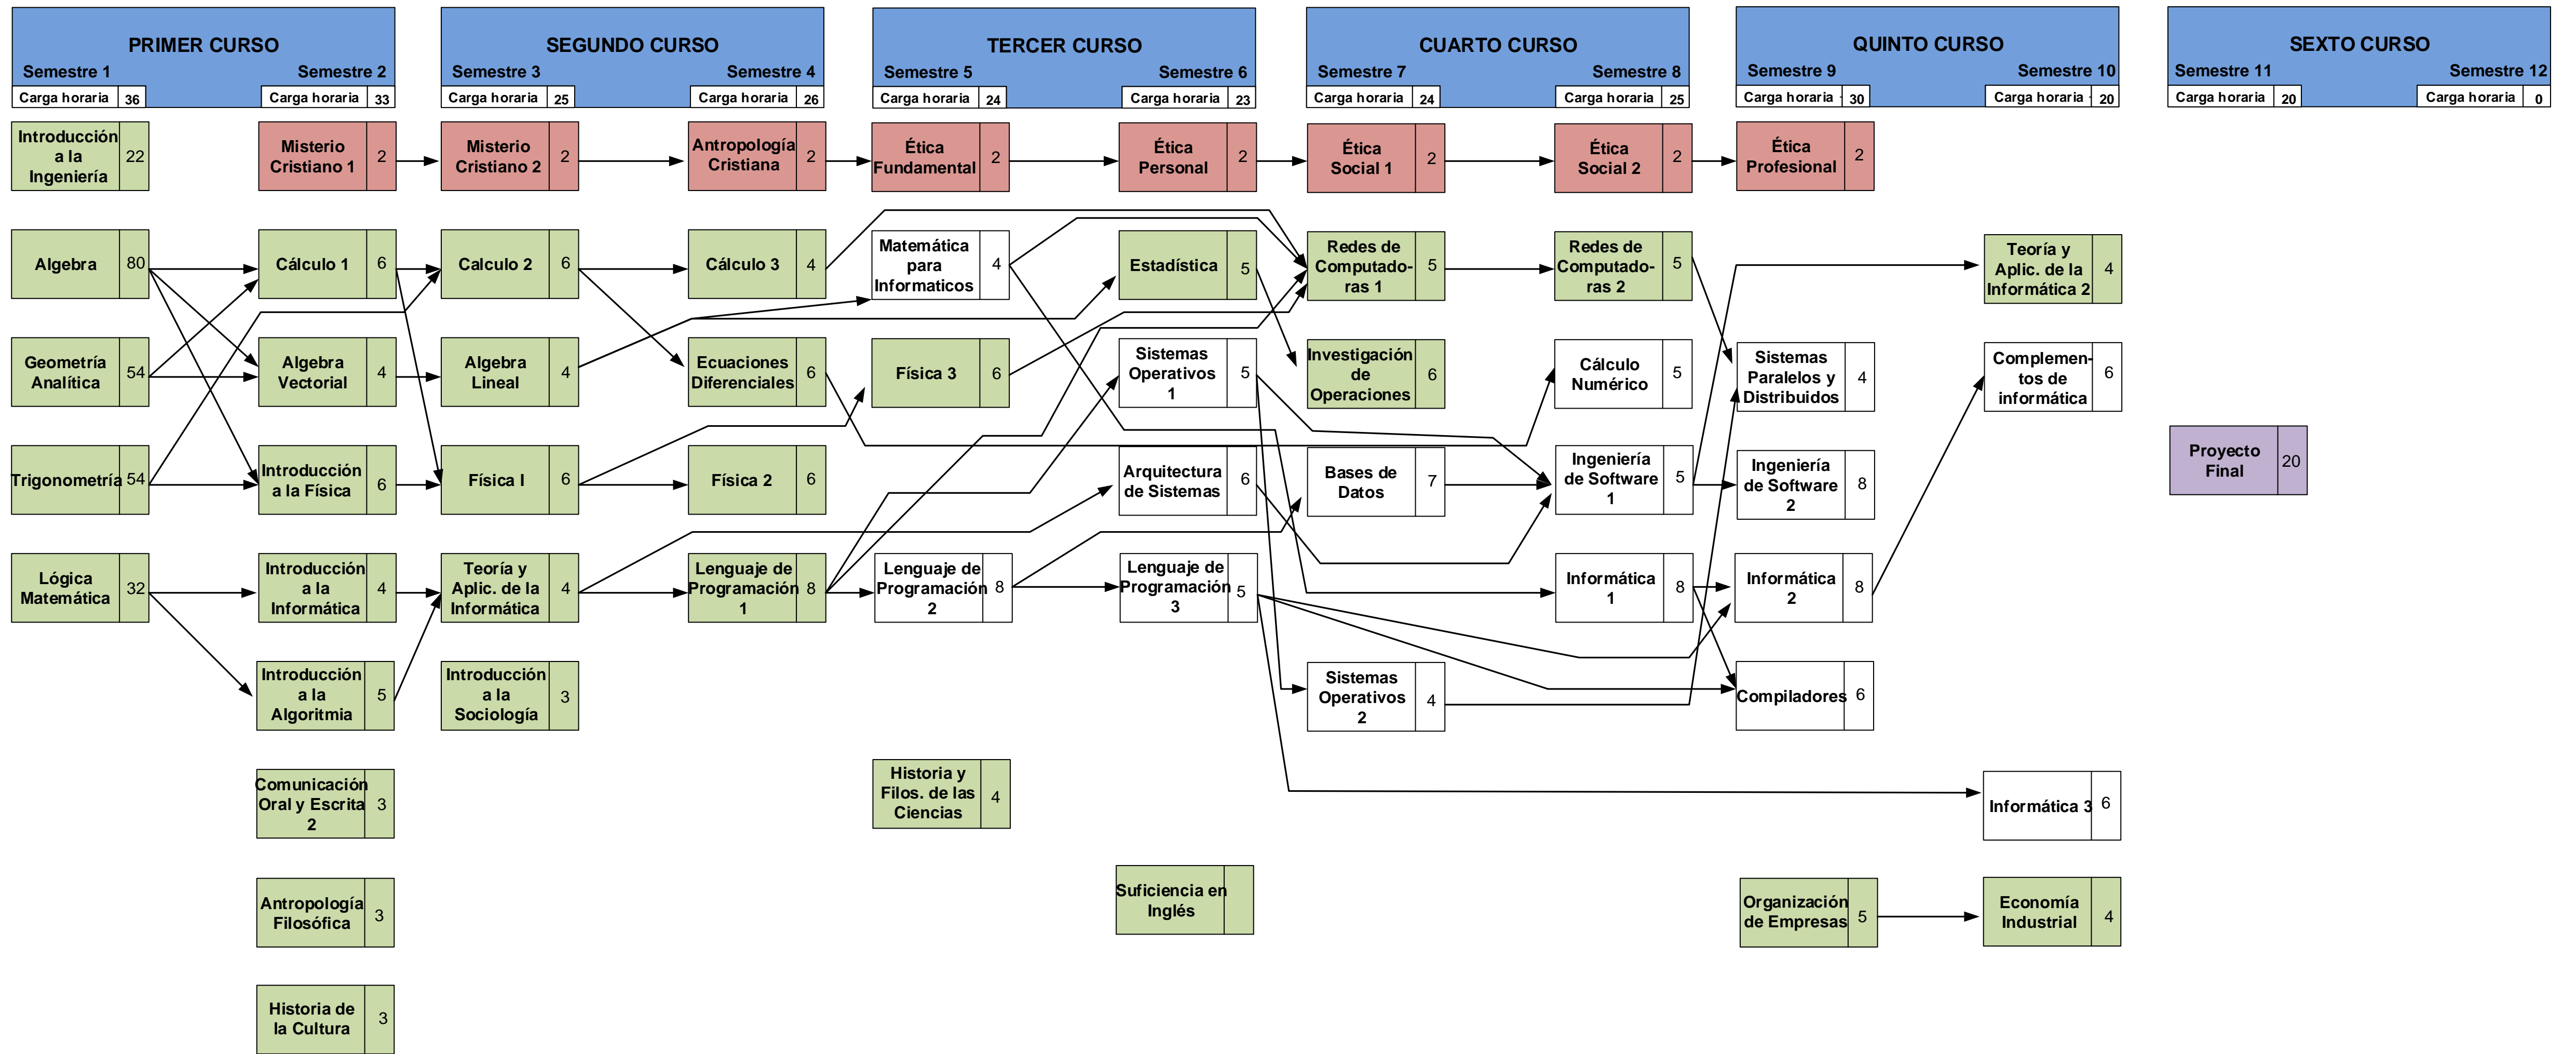 PRIMER CURSO
Semestre 1
Semestre 2
Carga horaria 36
Carga horaria 33
SEGUNDO CURSO
Semestre 3
Semestre 4
Carga horaria 25
Carga horaria 26
TERCER CURSO
Semestre 5
Semestre 6
Carga horaria 24
Carga horaria 23
CUARTO CURSO
Semestre 7
Semestre 8
Carga horaria 24
Carga horaria 25
QUINTO CURSO
Semestre 9
Semestre 10
Carga horaria 30
Carga horaria 20
SEXTO CURSO
Semestre 11
Semestre 12
Carga horaria 20
Carga horaria 0
Introducción
a la
Ingeniería
22
Misterio
Cristiano 1
2
Misterio
Cristiano 2
2
Antropología
Cristiana
2
Ética
Fundamental
2
Ética
Personal
2
Ética
Social 1
2
Ética
Social 2
2
Ética
Profesional
2
Algebra
80
Cálculo 1
6
Calculo 2
6
Cálculo 3
4
Matemática
para
Informaticos
4
Estadística
5
Redes de
Computado-
ras 1
5
Redes de
Computado-
ras 2
5
Teoría y
Aplic. de la
Informática 2
4
Geometría
Analítica
54
Algebra
Vectorial
4
Algebra
Lineal
4
Ecuaciones
Diferenciales
6
Física 3
6
Sistemas
Operativos
1
5
Investigación
de
Operaciones
6
Cálculo
Numérico
5
Sistemas
Paralelos y
Distribuidos
4
Complemen-
tos de
informática
6
Trigonometría
54
Introducción
a la Física
6
Física I
6
Física 2
6
Arquitectura
de Sistemas
6
Bases de
Datos
7
Ingeniería
de Software
1
5
Ingeniería
de Software
2
8
Proyecto
Final
20
Lógica
Matemática
32
Introducción
a la
Informática
4
Teoría y
Aplic. de la
Informática
4
Lenguaje de
Programación
1
8
Lenguaje de
Programación
2
8
Lenguaje de
Programación
3
5
Informática
1
8
Informática
2
8
Introducción
a la
Algoritmia
5
Introducción
a la
Sociología
3
Sistemas
Operativos
2
4
Compiladores
6
Comunicación
Oral y Escrita
2
3
Historia y
Filos. de las
Ciencias
4
Informática 3
6
Antropología
Filosófica
3
Suficiencia en
Inglés
Organización
de Empresas
5
Economía
Industrial
4
Historia de
la Cultura
3